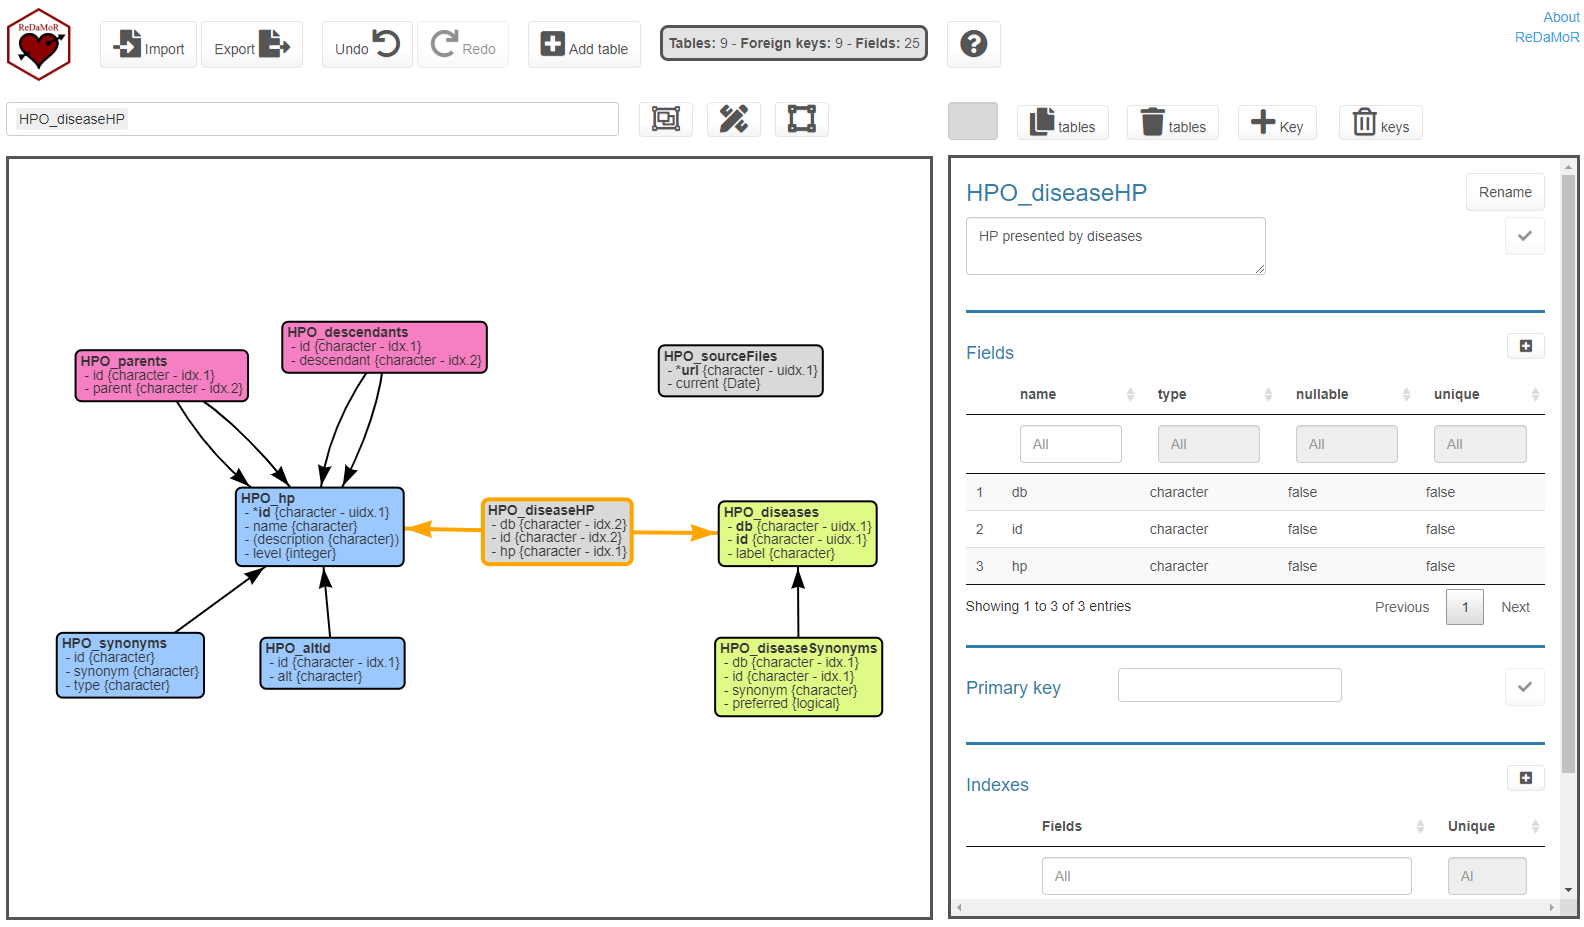 ReDaMoR
Import
Export
Undo
Redo
Add table
Tables: 9 - Foreign keys: 9 - Fields: 25
?
About
ReDaMoR
HPO_diseaseHP
tables
tables
Key
keys
HPO_descendants
- id {character - idx.1}
- descendant {character - idx.2}
HPO_parents
- id {character - idx.1}
- parent {character - idx.2}
HPO_sourceFiles
- *url {character - uidx.1}
- current {Date}
HPO_hp
- *id {character - uidx.1}
- name {character}
- (description {character})
- level {integer}
HPO_diseaseHP
- db {character - idx.2}
- id {character - idx.2}
- hp {character - idx.1}
HPO_diseases
- db {character - uidx.1}
- id {character - uidx.1}
- label {character}
HPO_synonyms
- id {character}
- synonym {character}
- type {character}
HPO_altId
- id {character - idx.1}
- alt {character}
HPO_diseaseSynonyms
- db {character - idx.1}
- id {character - idx.1}
- synonym {character}
- preferred {logical}
HPO_diseaseHP
Rename
HP presented by diseases
Fields
name type nullable unique
All All All All
1 db character false false
2 id character false false
3 hp character false false
Showing 1 to 3 of 3 entries
Previous 1 Next
Primary key
Indexes
Fields Unique
All Al